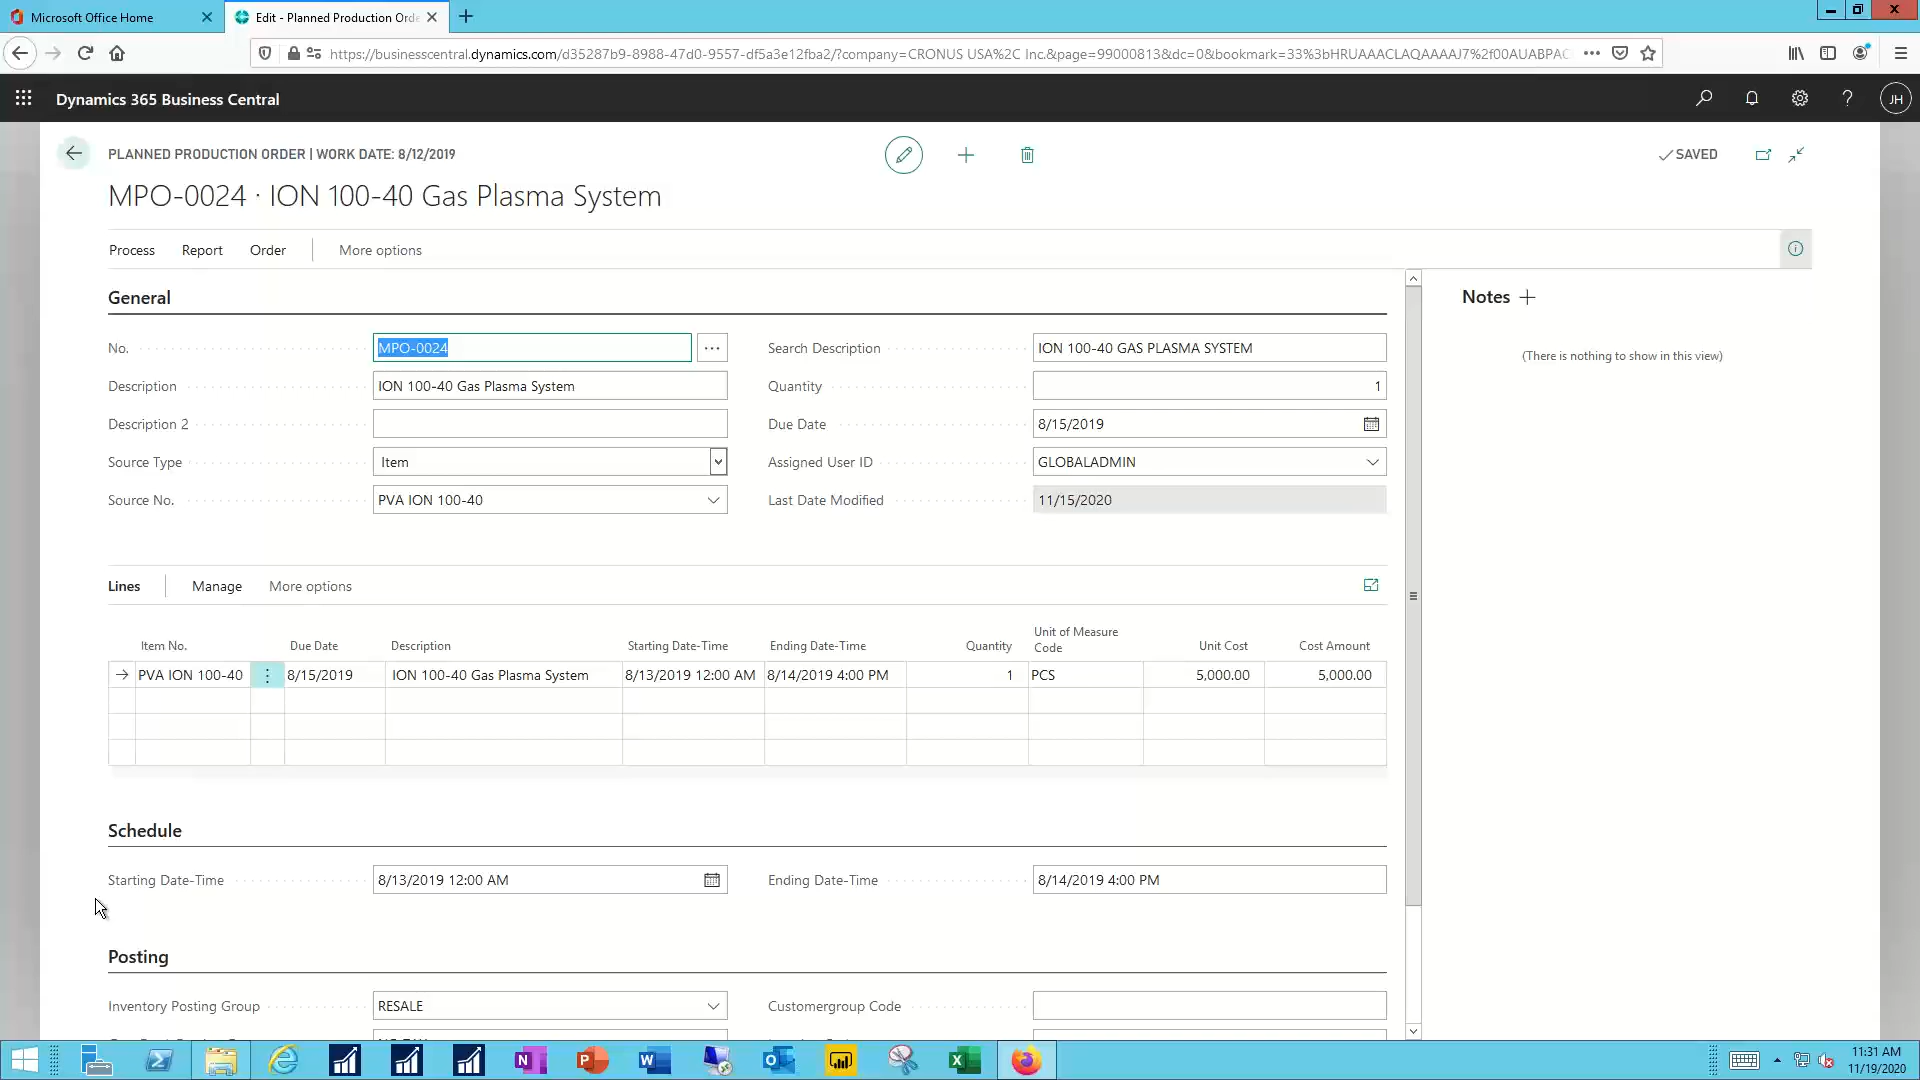 Microsoft Office Home
Edit - Planned Production Orde
https://businesscentral.dynamics.com/d35287b9-8988-47d0-9557-df5a3e12fba2/?company=CRONUS USA%2C Inc.&page=99000813&dc=0&bookmark=33%3bHRUAAACLAQAAAAJ7%2f00AUABPAC
Dynamics 365 Business Central
JH
PLANNED PRODUCTION ORDER | WORK DATE: 8/12/2019
SAVED
MPO-0024 · ION 100-40 Gas Plasma System
Process Report Order More options
General
Notes
(There is nothing to show in this view)
No. MPO-0024 Search Description ION 100-40 GAS PLASMA SYSTEM
Description ION 100-40 Gas Plasma System Quantity 1
Description 2 Due Date 8/15/2019
Source Type Item Assigned User ID GLOBALADMIN
Source No. PVA ION 100-40 Last Date Modified 11/15/2020
Lines Manage More options
Item No. Due Date Description Starting Date-Time Ending Date-Time Quantity Unit of Measure Code Unit Cost Cost Amount
PVA ION 100-40 8/15/2019 ION 100-40 Gas Plasma System 8/13/2019 12:00 AM 8/14/2019 4:00 PM 1 PCS 5,000.00 5,000.00
Schedule
Starting Date-Time 8/13/2019 12:00 AM Ending Date-Time 8/14/2019 4:00 PM
Posting
Inventory Posting Group RESALE Customergroup Code
11:31 AM
11/19/2020